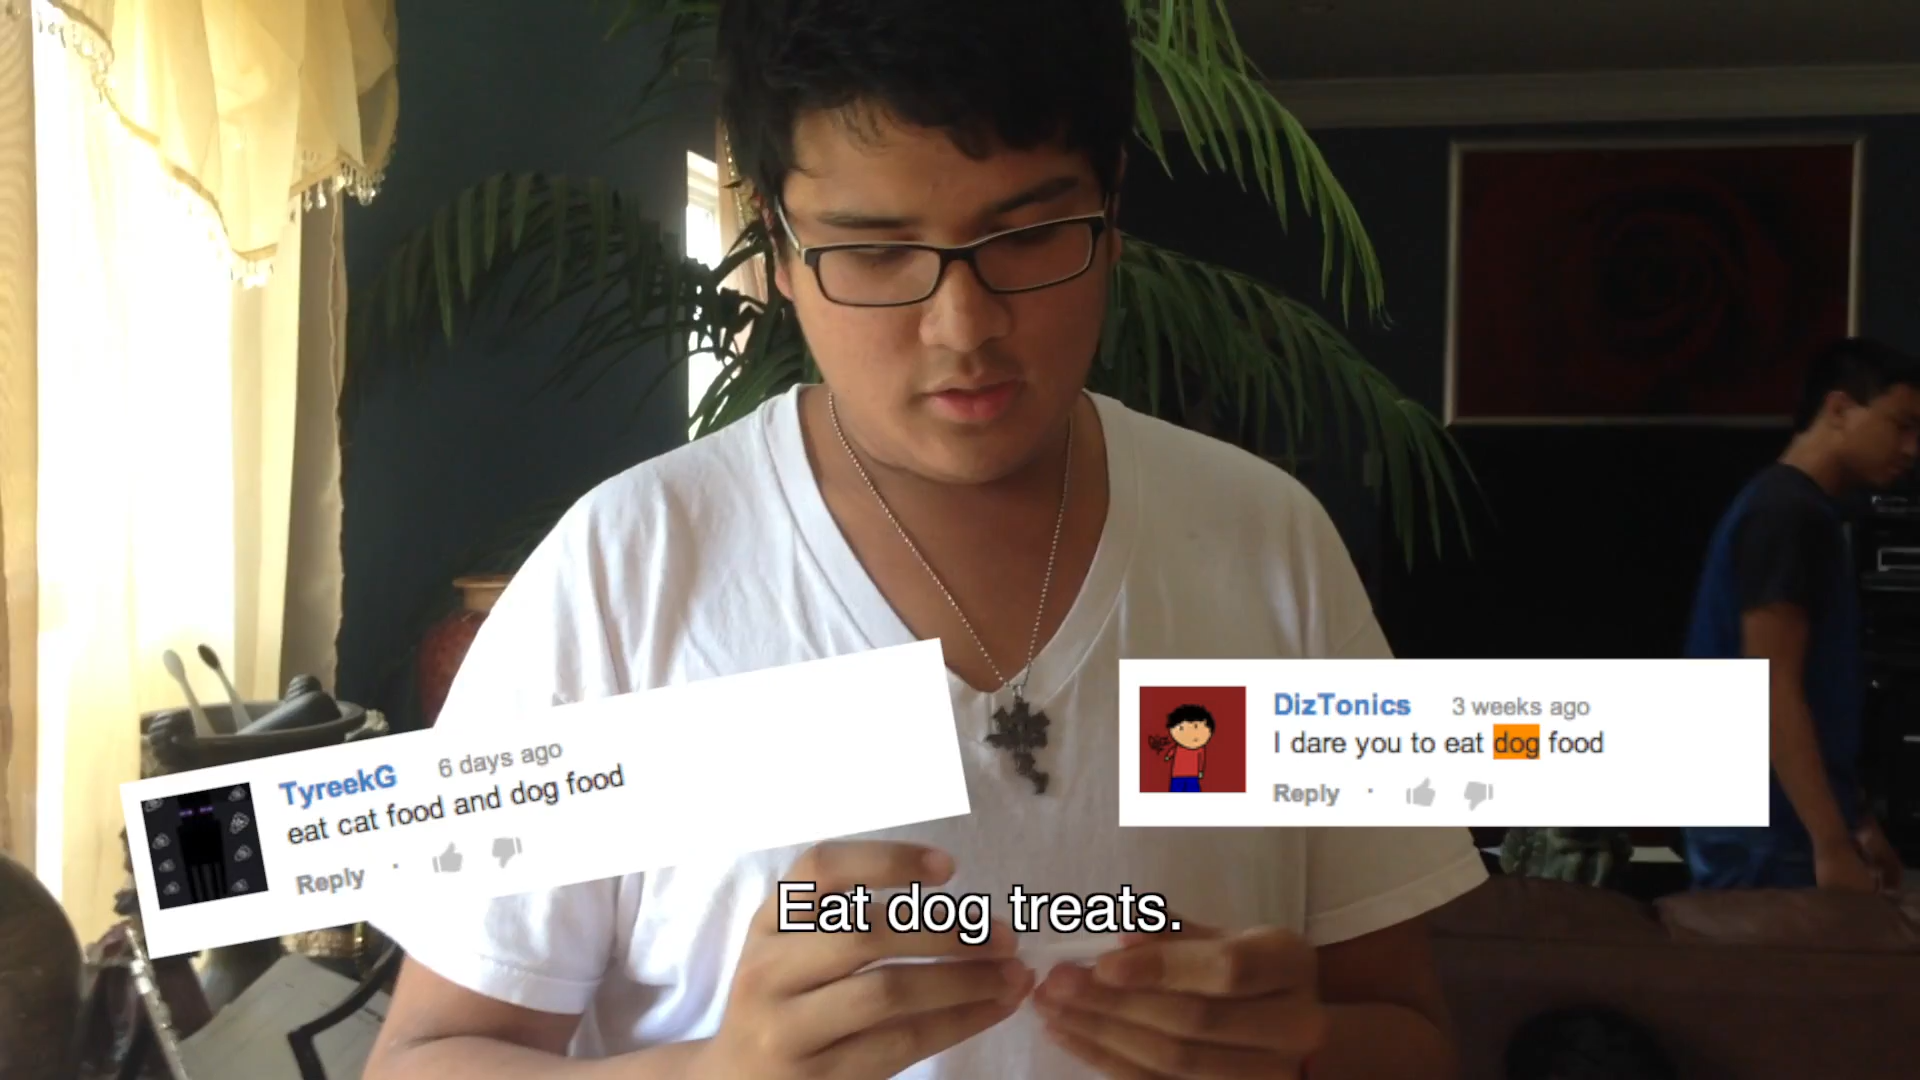 TyreekG 6 days ago
eat cat food and dog food
Reply ·
DizTonics 3 weeks ago
I dare you to eat dog food
Reply ·
Eat dog treats.